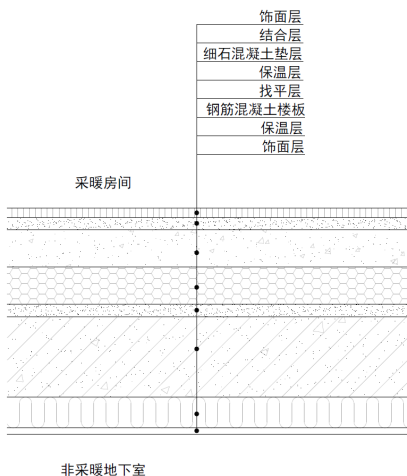 饰面层
结合层
细石混凝土垫层
保温层
找平层
钢筋混凝土楼板
保温层
饰面层
采暖房间
非采暖地下室